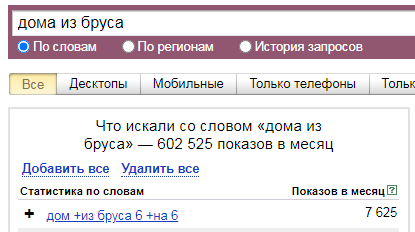 дома из бруса
По словам По регионам История запросов
Все Десктопы Мобильные Только телефоны Только
Что искали со словом «дома из
бруса» — 602 525 показов в месяц
Добавить все Удалить все
Статистика по словам Показов в месяц ?
+ дом +из бруса 6 +на 6 7 625